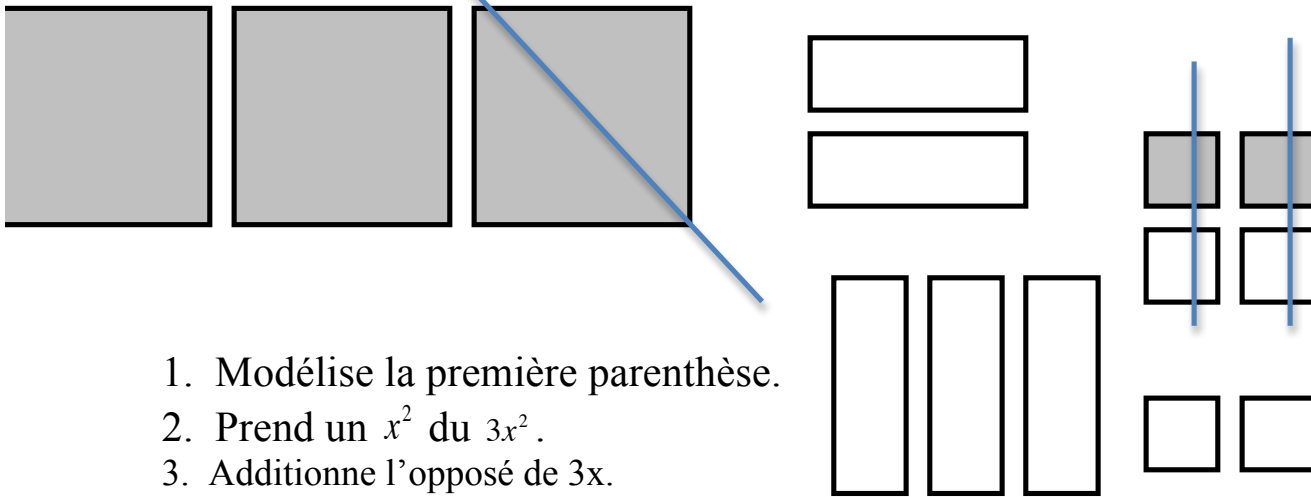 1. Modélise la première parenthèse.
2. Prend un x² du 3x².
3. Additionne l’opposé de 3x.